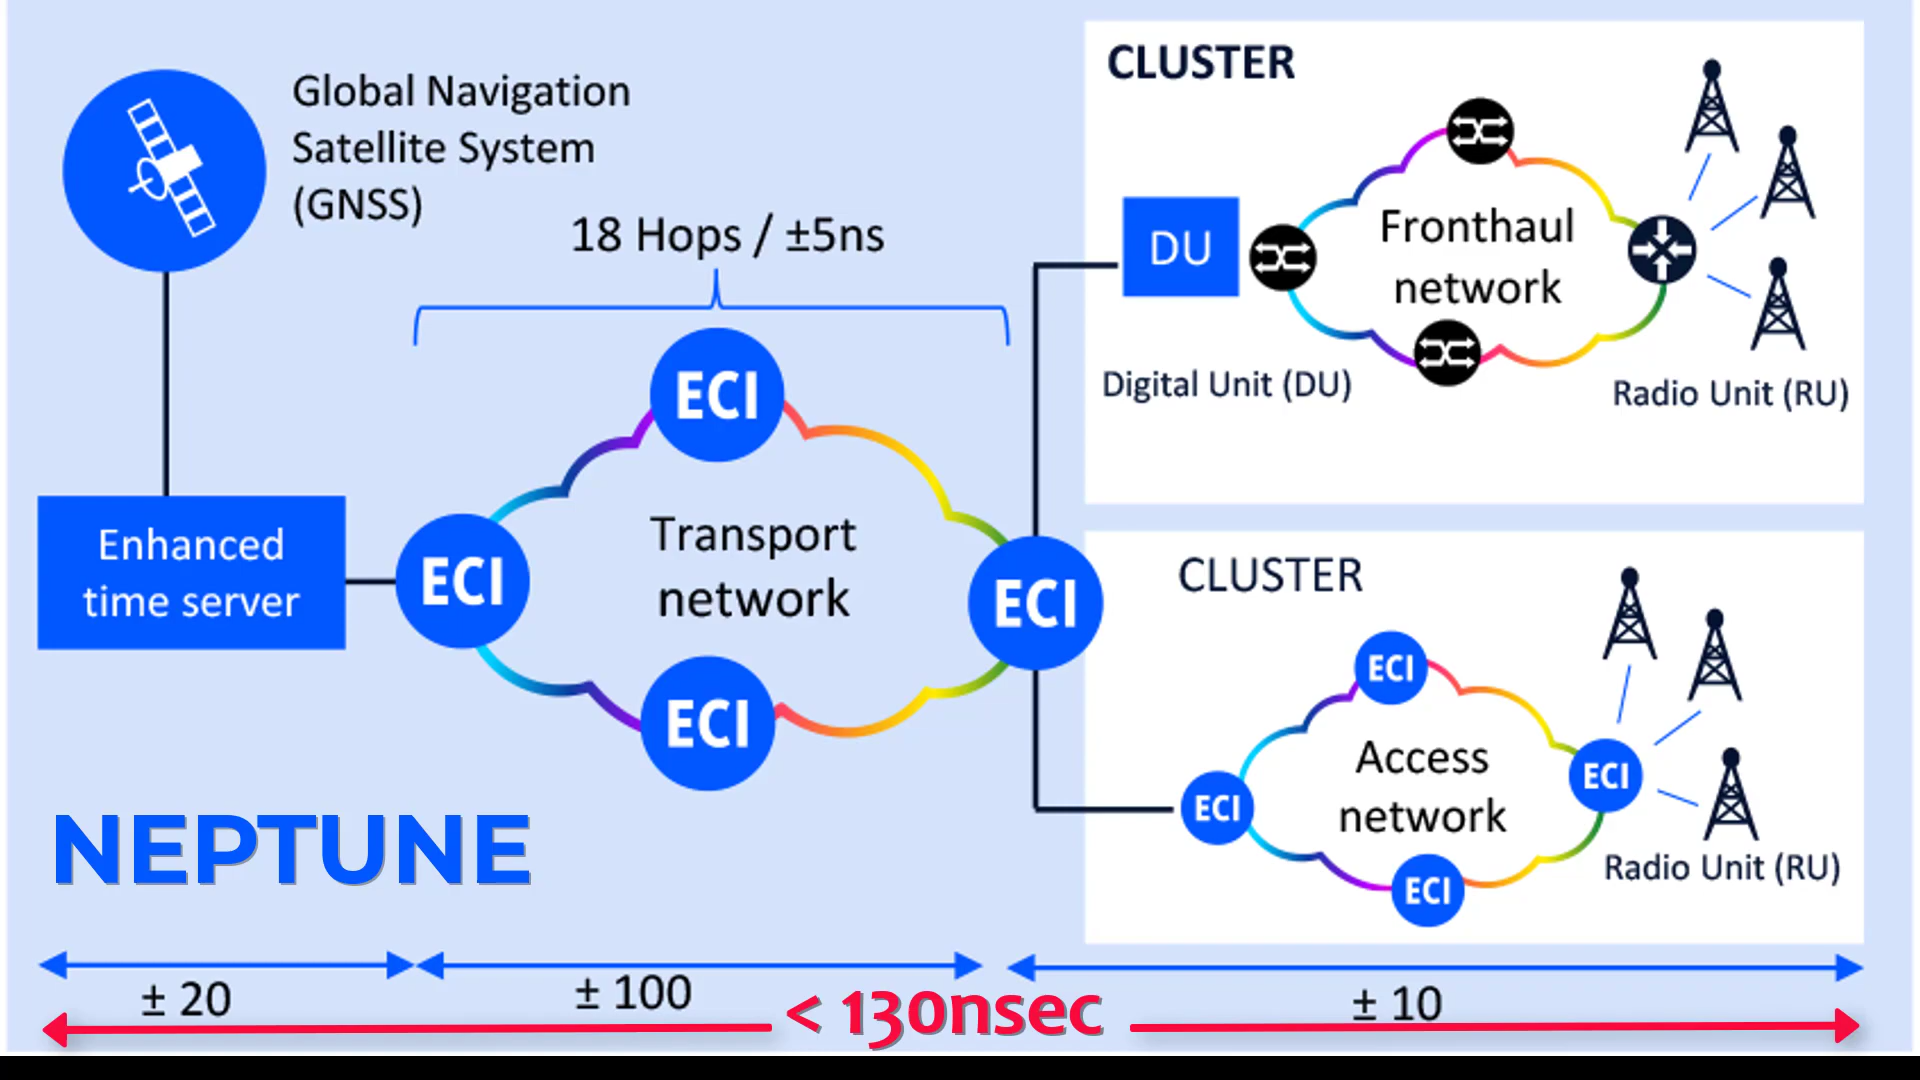 Global Navigation
Satellite System
(GNSS)
18 Hops / ±5ns
Enhanced
time server
ECI
ECI
Transport
network
ECI
ECI
CLUSTER
DU
Fronthaul
network
Digital Unit (DU)
Radio Unit (RU)
CLUSTER
ECI
ECI
Access
network
ECI
ECI
Radio Unit (RU)
NEPTUNE
± 20
± 100
± 10
< 130nsec